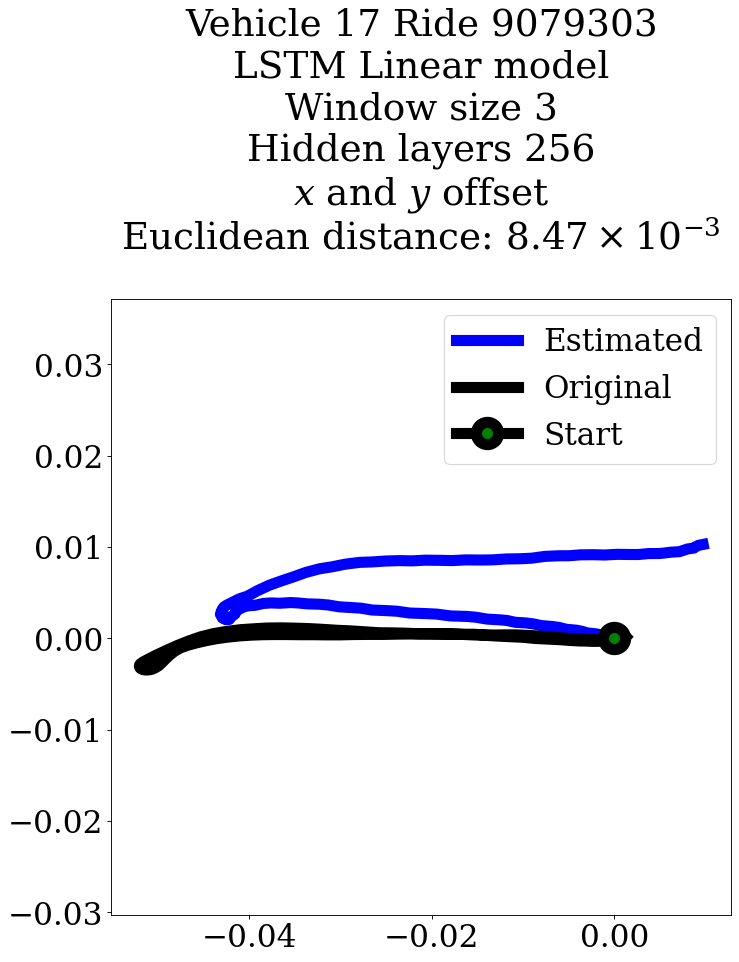 Vehicle 17 Ride 9079303
LSTM Linear model
Window size 3
Hidden layers 256
x and y offset
Euclidean distance: 8.47 × 10⁻³
Estimated
Original
Start
0.03
0.02
0.01
0.00
−0.01
−0.02
−0.03
−0.04 −0.02 0.00